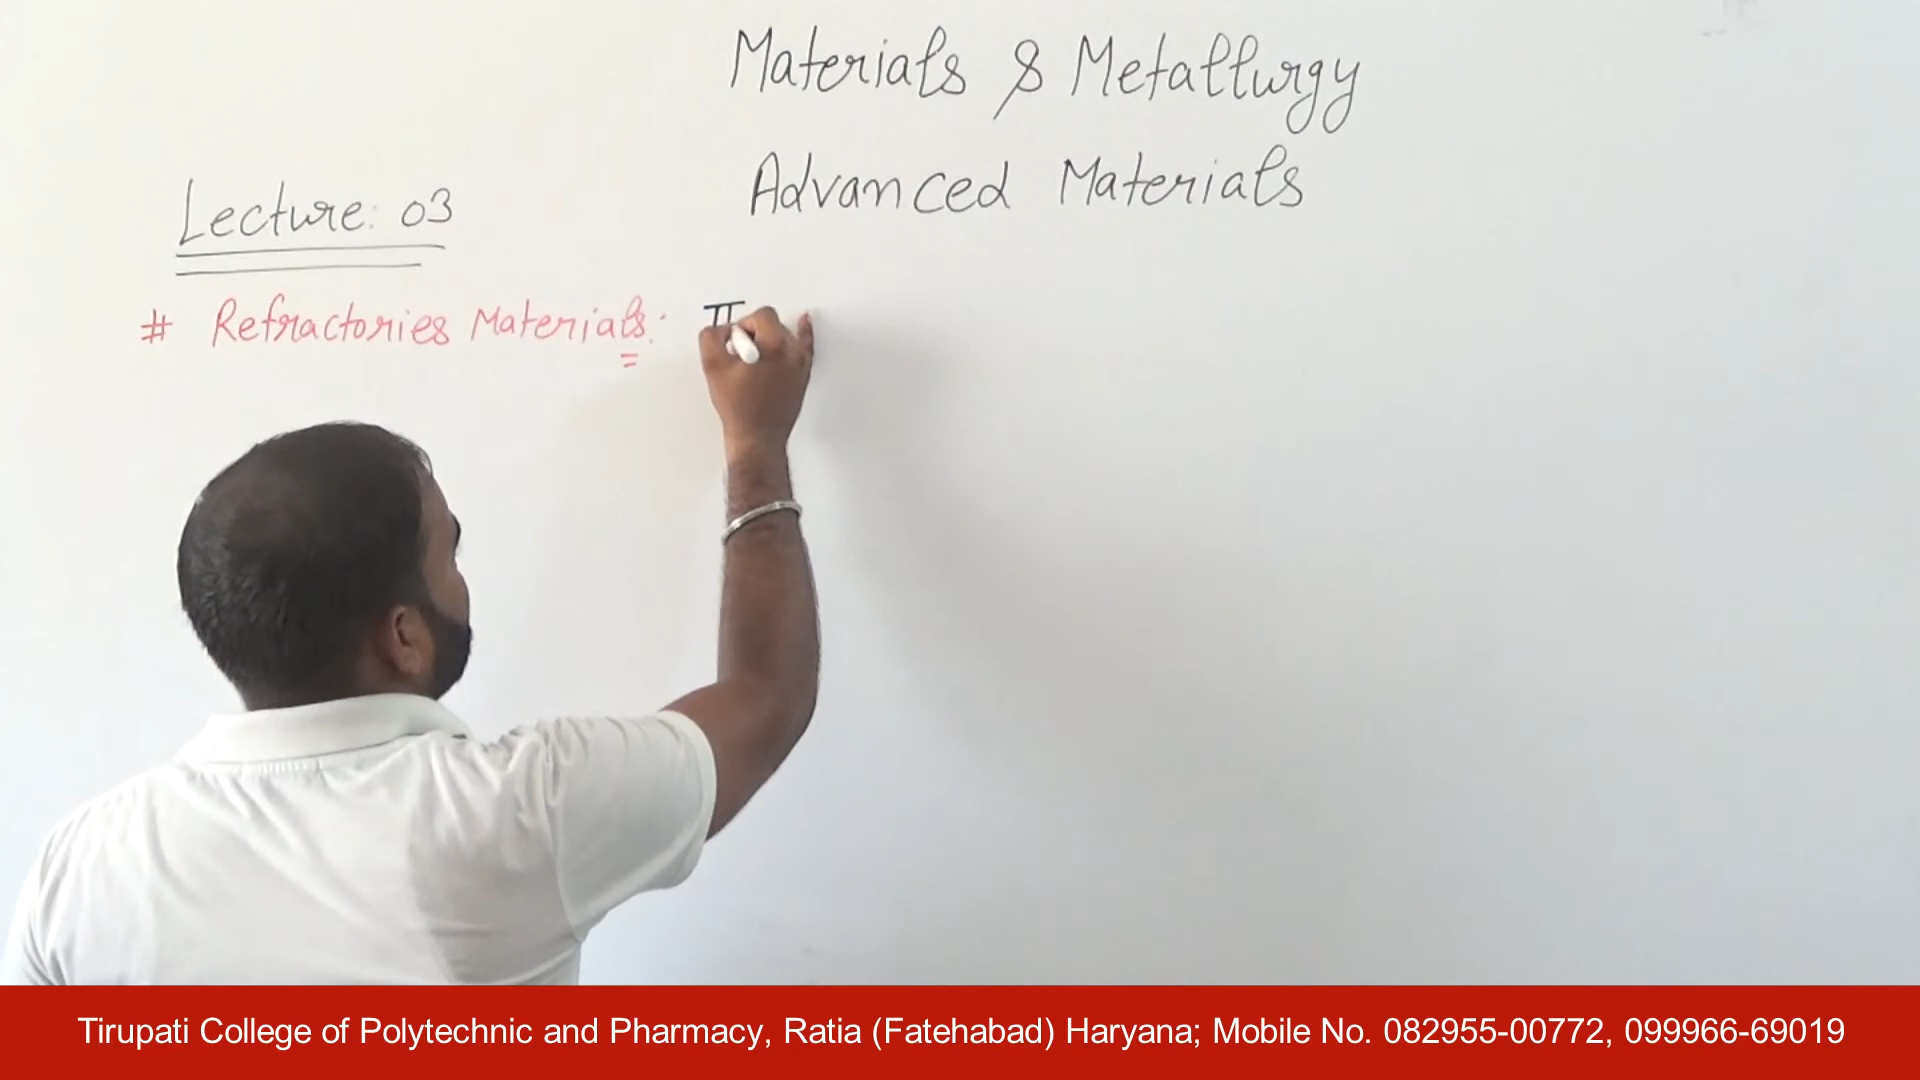 Materials & Metallurgy
Advanced Materials
Lecture: 03
# Refractories Materials:
Tirupati College of Polytechnic and Pharmacy, Ratia (Fatehabad) Haryana; Mobile No. 082955-00772, 099966-69019